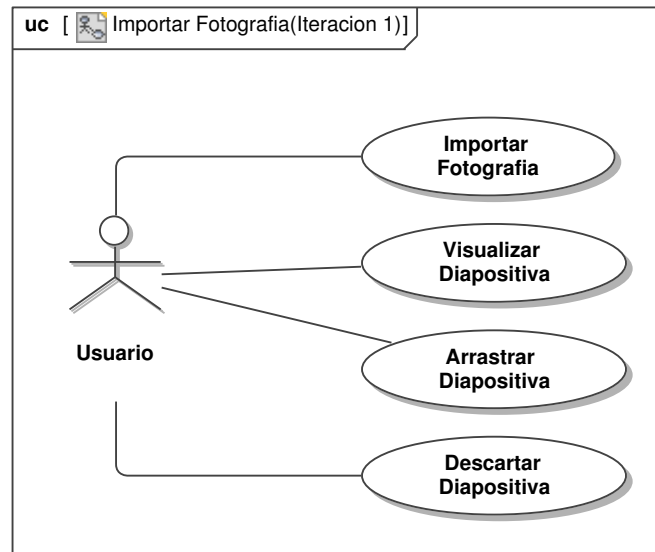 uc [ Importar Fotografia(Iteracion 1)]
Importar
Fotografia
Visualizar
Diapositiva
Usuario
Arrastrar
Diapositiva
Descartar
Diapositiva